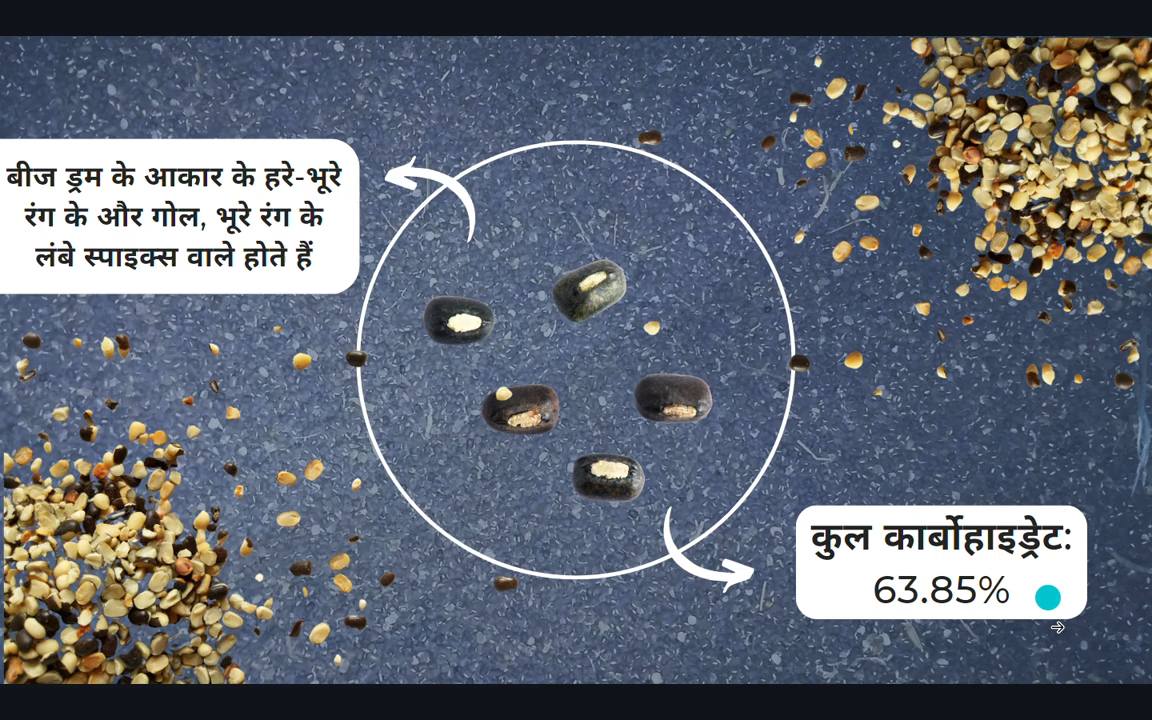 बीज ड्रम के आकार के हरे-भूरे
रंग के और गोल, भूरे रंग के
लंबे स्पाइक्स वाले होते हैं
कुल कार्बोहाइड्रेट:
63.85%